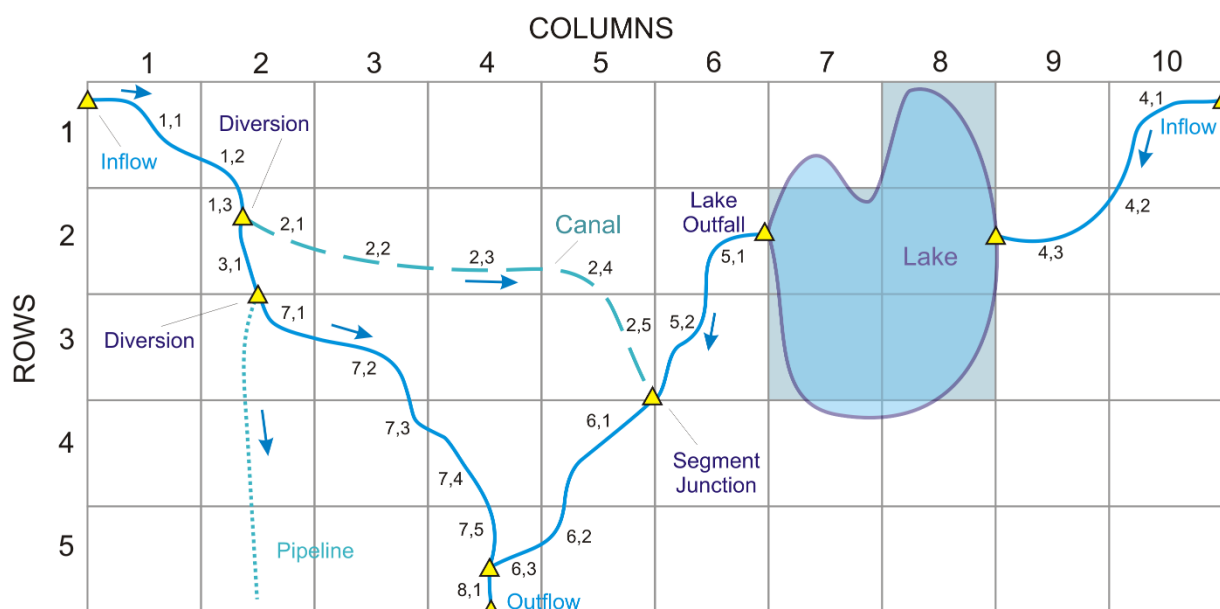 COLUMNS
1 2 3 4 5 6 7 8 9 10
ROWS
1
2
3
4
5
Inflow
1,1
Diversion
1,2
4,1
Inflow
1,3
2,1
2,2
2,3
Canal
2,4
Lake
Outfall
5,1
Lake
4,3
4,2
3,1
Diversion
7,1
7,2
2,5
5,2
7,3
6,1
Segment
Junction
7,4
7,5
6,2
Pipeline
6,3
8,1
Outflow